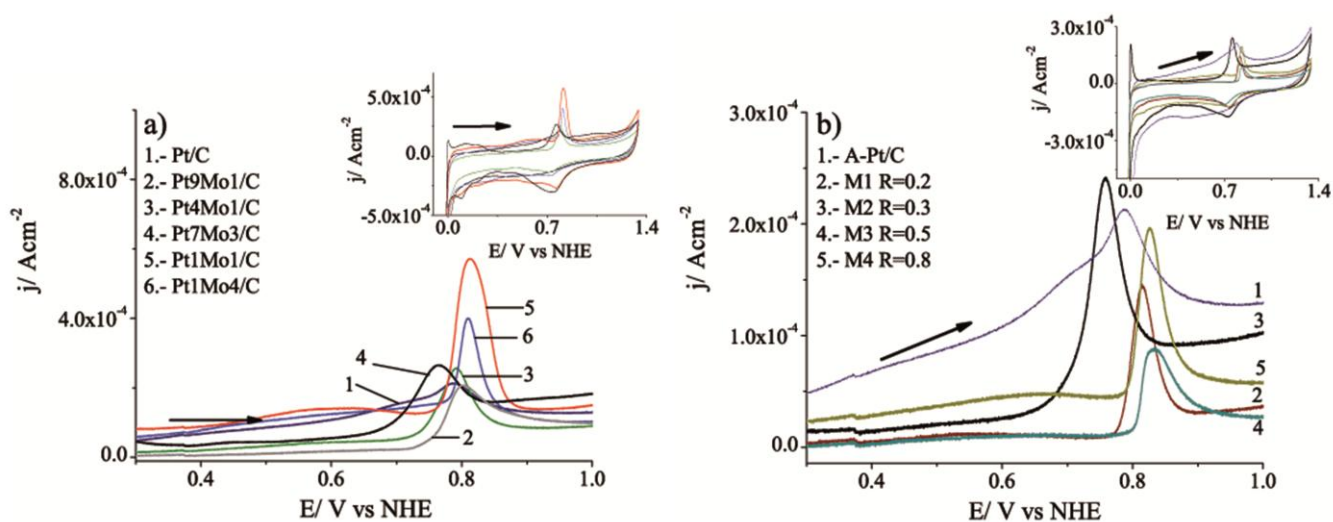 a)
1.- Pt/C
2.- Pt9Mo1/C
3.- Pt4Mo1/C
4.- Pt7Mo3/C
5.- Pt1Mo1/C
6.- Pt1Mo4/C
8.0x10⁻⁴
4.0x10⁻⁴
0.0
j/ Acm⁻²
0.4 0.6 0.8 1.0
E/ V vs NHE
4
1
5
6
3
2
5.0x10⁻⁴
0.0
-5.0x10⁻⁴
j/ Acm⁻²
0.0 0.7 1.4
E/ V vs NHE
b)
1.- A-Pt/C
2.- M1 R=0.2
3.- M2 R=0.3
4.- M3 R=0.5
5.- M4 R=0.8
3.0x10⁻⁴
2.0x10⁻⁴
1.0x10⁻⁴
0.0
j/ Acm⁻²
0.4 0.6 0.8 1.0
E/ V vs NHE
1
3
5
2
4
3.0x10⁻⁴
0.0
-3.0x10⁻⁴
j/ Acm⁻²
0.0 0.7 1.4
E/ V vs NHE